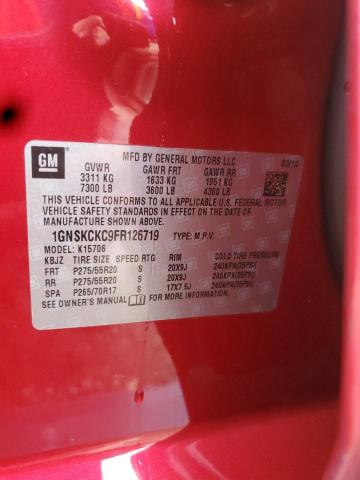 GM
MFD BY GENERAL MOTORS LLC 03/14
GVWR GAWR FRT GAWR RR
3311 KG 1633 KG 1951 KG
7300 LB 3600 LB 4300 LB
THIS VEHICLE CONFORMS TO ALL APPLICABLE U.S. FEDERAL MOTOR
VEHICLE SAFETY STANDARDS IN EFFECT ON THE
DATE OF MANUFACTURE SHOWN ABOVE.
1GNSKCKC9FR126719 TYPE: M.P.V.
MODEL: K15706
KBJZ TIRE SIZE SPEED RTG RIM COLD TIRE PRESSURE
FRT P275/55R20 S 20X9J 240KPA(35PSI)
RR P275/55R20 S 20X9J 240KPA(35PSI)
SPA P265/70R17 S 17X7.5J 240KPA(35PSI)
SEE OWNER'S MANUAL FOR ADDITIONAL INFORMATION.